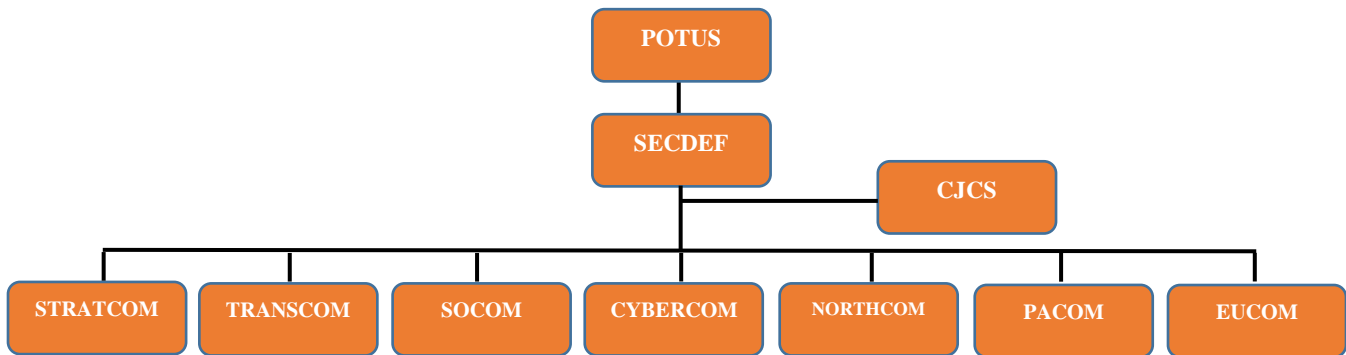 POTUS
SECDEF
CJCS
STRATCOM
TRANSCOM
SOCOM
CYBERCOM
NORTHCOM
PACOM
EUCOM